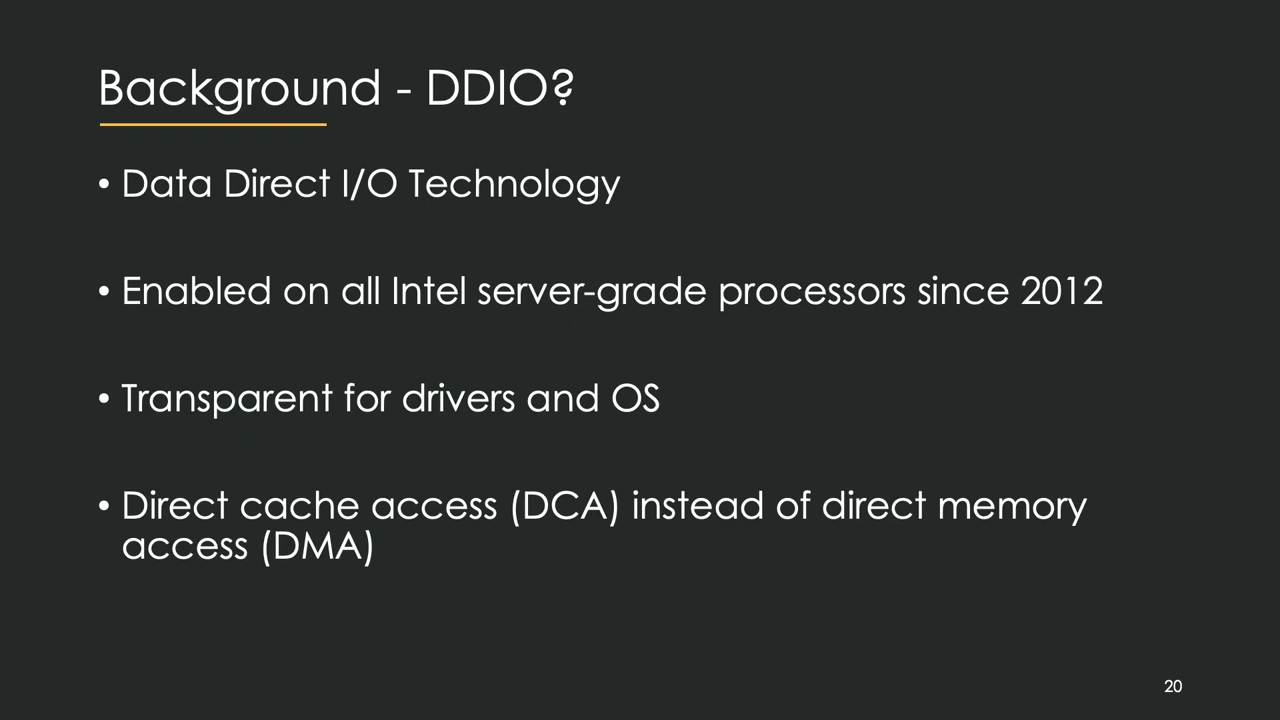 Background - DDIO?
• Data Direct I/O Technology
• Enabled on all Intel server-grade processors since 2012
• Transparent for drivers and OS
• Direct cache access (DCA) instead of direct memory
access (DMA)
20